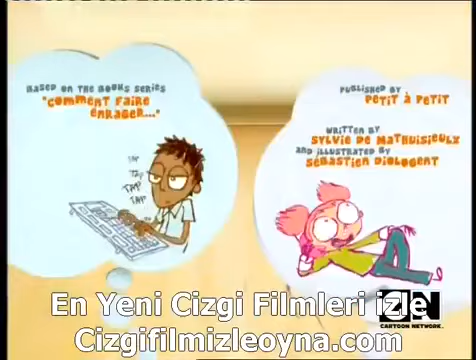 BASED ON THE BOOKS SERIES
"COMMENT FAIRE
ENRAGER..."
TAP
TAP
TAP
TAP
PUBLISHED BY
PETIT À PETIT
WRITTEN BY
SYLVIE DE MATHUISIEULX
AND ILLUSTRATED BY
SÉBASTIEN DIOLOGENT
CN
CARTOON NETWORK
En Yeni Cizgi Filmleri izle
Cizgifilmizleoyna.com